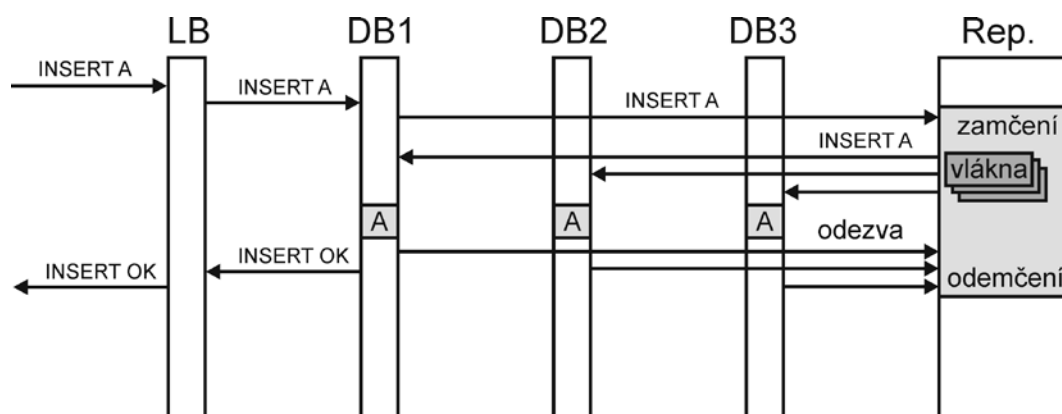 LB DB1 DB2 DB3 Rep.
INSERT A
INSERT A
INSERT A
zamčení
INSERT A
vlákna
A A A
odezva
INSERT OK
INSERT OK
odemčení